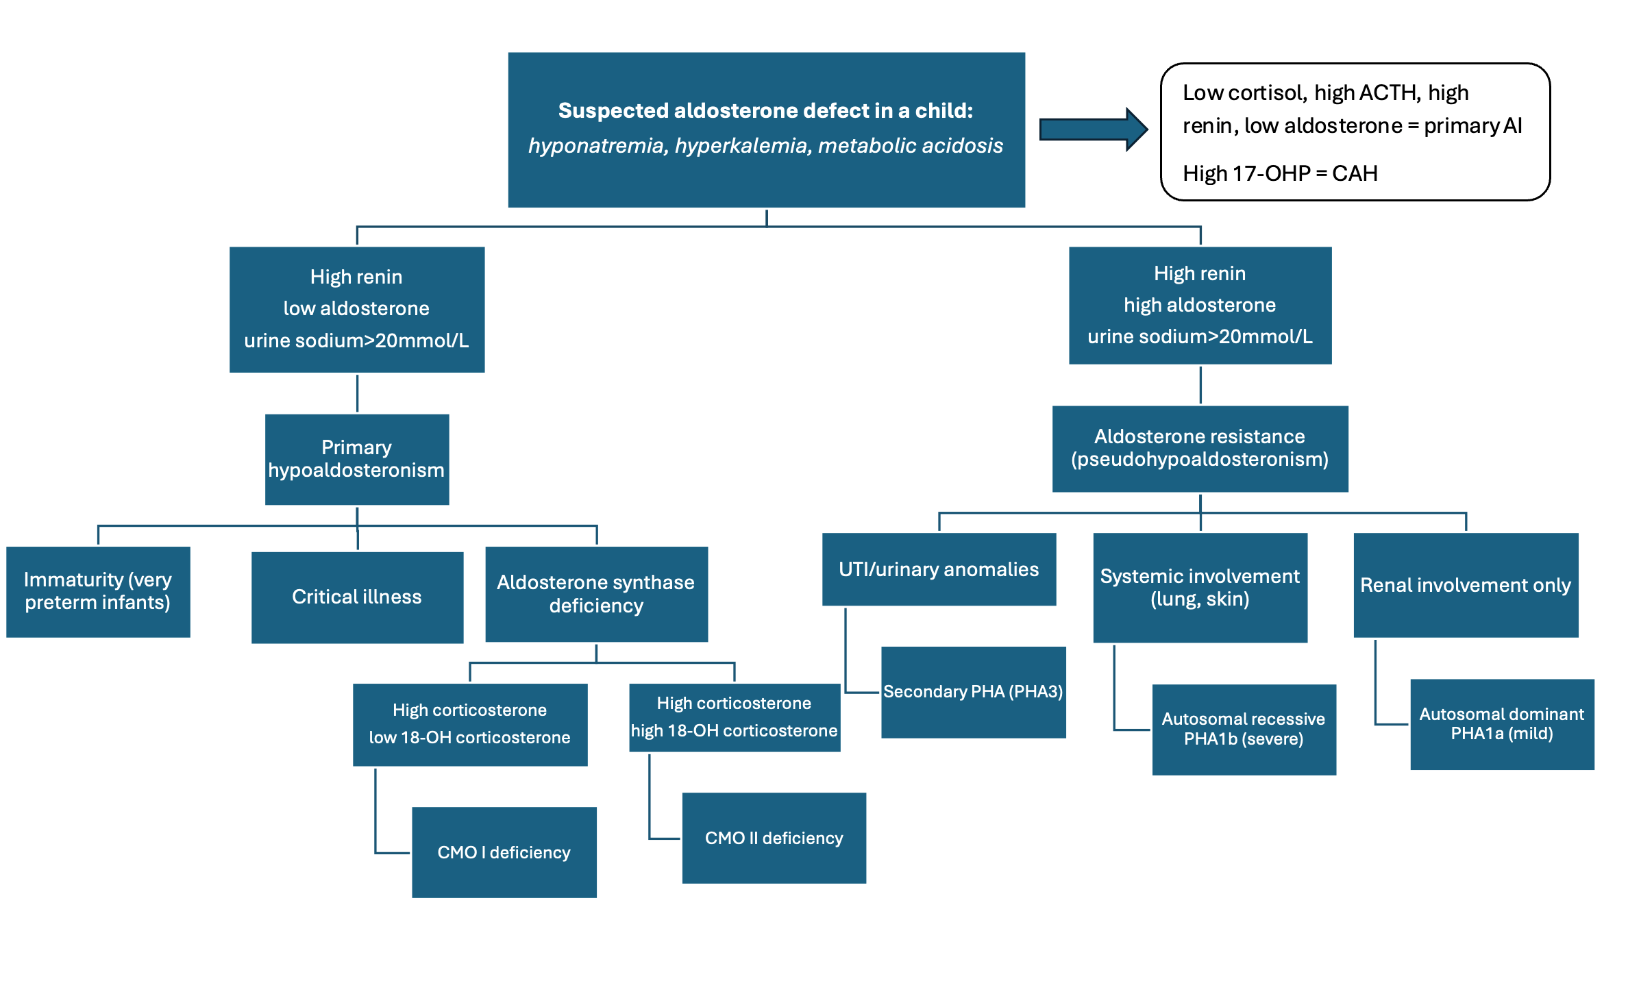 Suspected aldosterone defect in a child:
hyponatremia, hyperkalemia, metabolic acidosis
Low cortisol, high ACTH, high
renin, low aldosterone = primary AI
High 17-OHP = CAH
High renin
low aldosterone
urine sodium>20mmol/L
High renin
high aldosterone
urine sodium>20mmol/L
Primary
hypoaldosteronism
Aldosterone resistance
(pseudohypoaldosteronism)
Immaturity (very
preterm infants)
Critical illness
Aldosterone synthase
deficiency
UTI/urinary anomalies
Systemic involvement
(lung, skin)
Renal involvement only
High corticosterone
low 18-OH corticosterone
High corticosterone
high 18-OH corticosterone
Secondary PHA (PHA3)
Autosomal recessive
PHA1b (severe)
Autosomal dominant
PHA1a (mild)
CMO I deficiency
CMO II deficiency